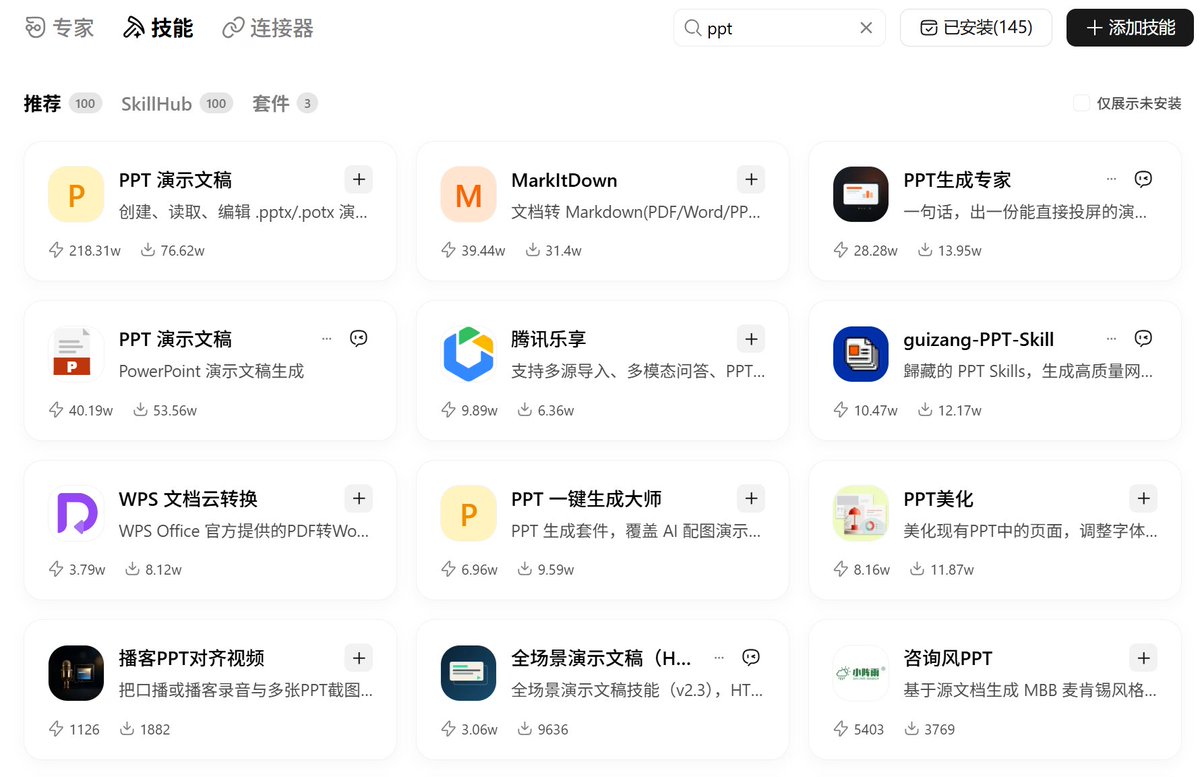 专家 技能 连接器 ppt 已安装(145) 添加技能
推荐 100 SkillHub 100 套件 3 仅展示未安装
P PPT 演示文稿
创建、读取、编辑 .pptx/.potx 演...
218.31w 76.62w
M MarkItDown
文档转 Markdown(PDF/Word/PP...
39.44w 31.4w
PPT生成专家
一句话，出一份能直接投屏的演...
28.28w 13.95w
P PPT 演示文稿
PowerPoint 演示文稿生成
40.19w 53.56w
腾讯乐享
支持多源导入、多模态问答、PPT...
9.89w 6.36w
guizang-PPT-Skill
歸藏的 PPT Skills，生成高质量网...
10.47w 12.17w
WPS 文档云转换
WPS Office 官方提供的PDF转Wo...
3.79w 8.12w
P PPT 一键生成大师
PPT 生成套件，覆盖 AI 配图演示...
6.96w 9.59w
PPT美化
美化现有PPT中的页面，调整字体...
8.16w 11.87w
播客PPT对齐视频
把口播或播客录音与多张PPT截图...
1126 1882
全场景演示文稿（H...
全场景演示文稿技能（v2.3），HT...
3.06w 9636
小阵雨 咨询风PPT
基于源文档生成 MBB 麦肯锡风格...
5403 3769